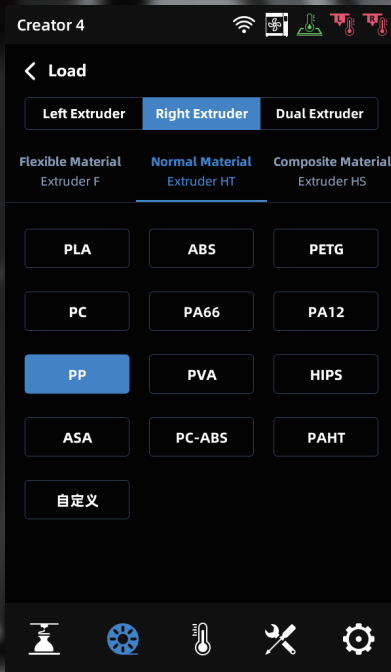 Creator 4
Load
Left Extruder Right Extruder Dual Extruder
Flexible Material Normal Material Composite Material
Extruder F Extruder HT Extruder HS
PLA ABS PETG
PC PA66 PA12
PP PVA HIPS
ASA PC-ABS PAHT
自定义